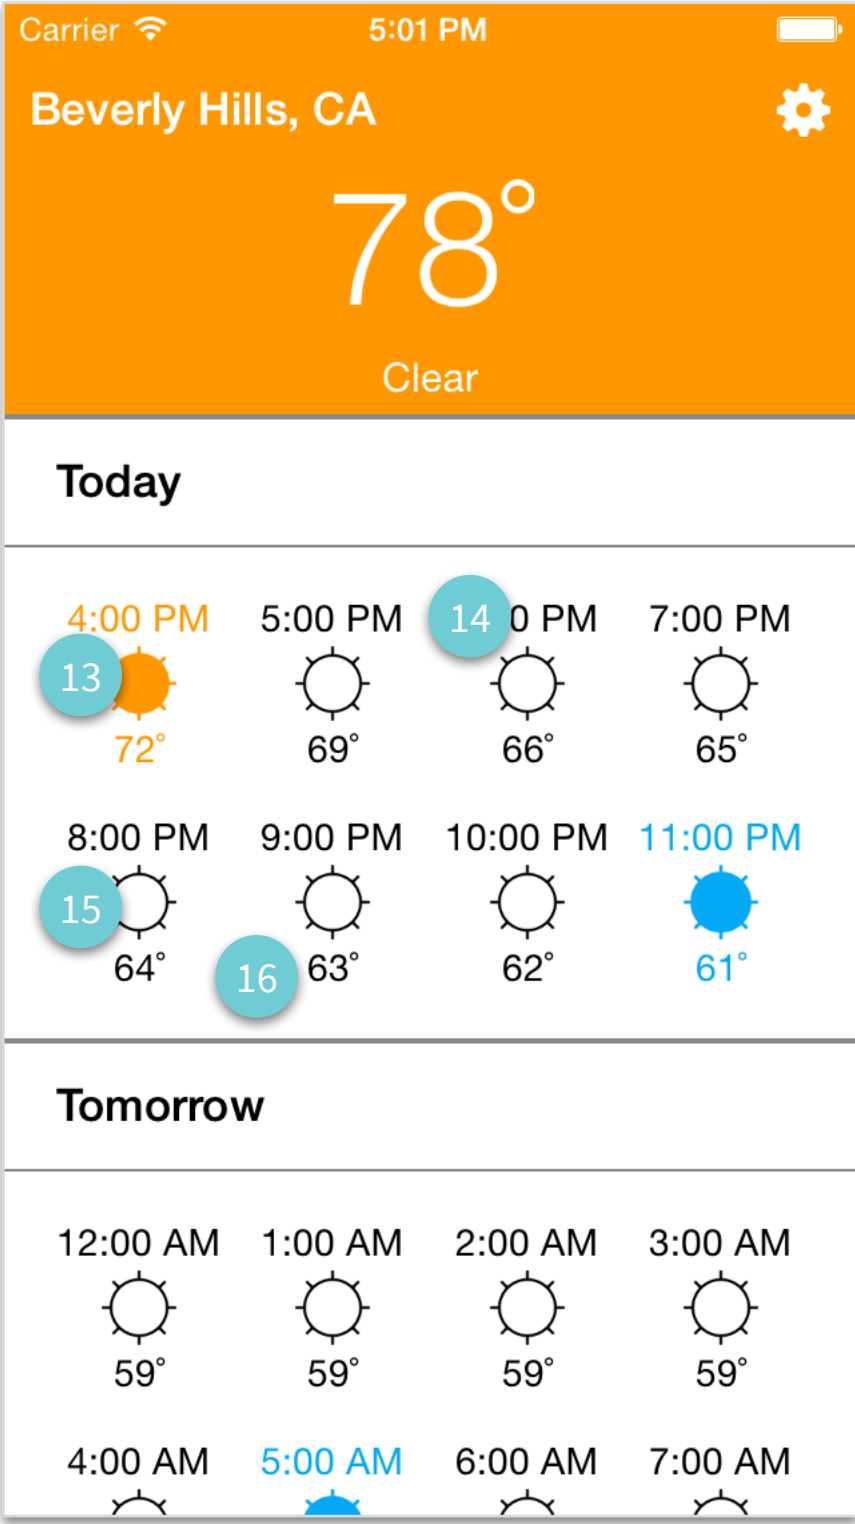 Carrier 5:01 PM
Beverly Hills, CA
78°
Clear
Today
4:00 PM 5:00 PM 14 0 PM 7:00 PM
13
72° 69° 66° 65°
8:00 PM 9:00 PM 10:00 PM 11:00 PM
15
64° 16 63° 62° 61°
Tomorrow
12:00 AM 1:00 AM 2:00 AM 3:00 AM
59° 59° 59° 59°
4:00 AM 5:00 AM 6:00 AM 7:00 AM